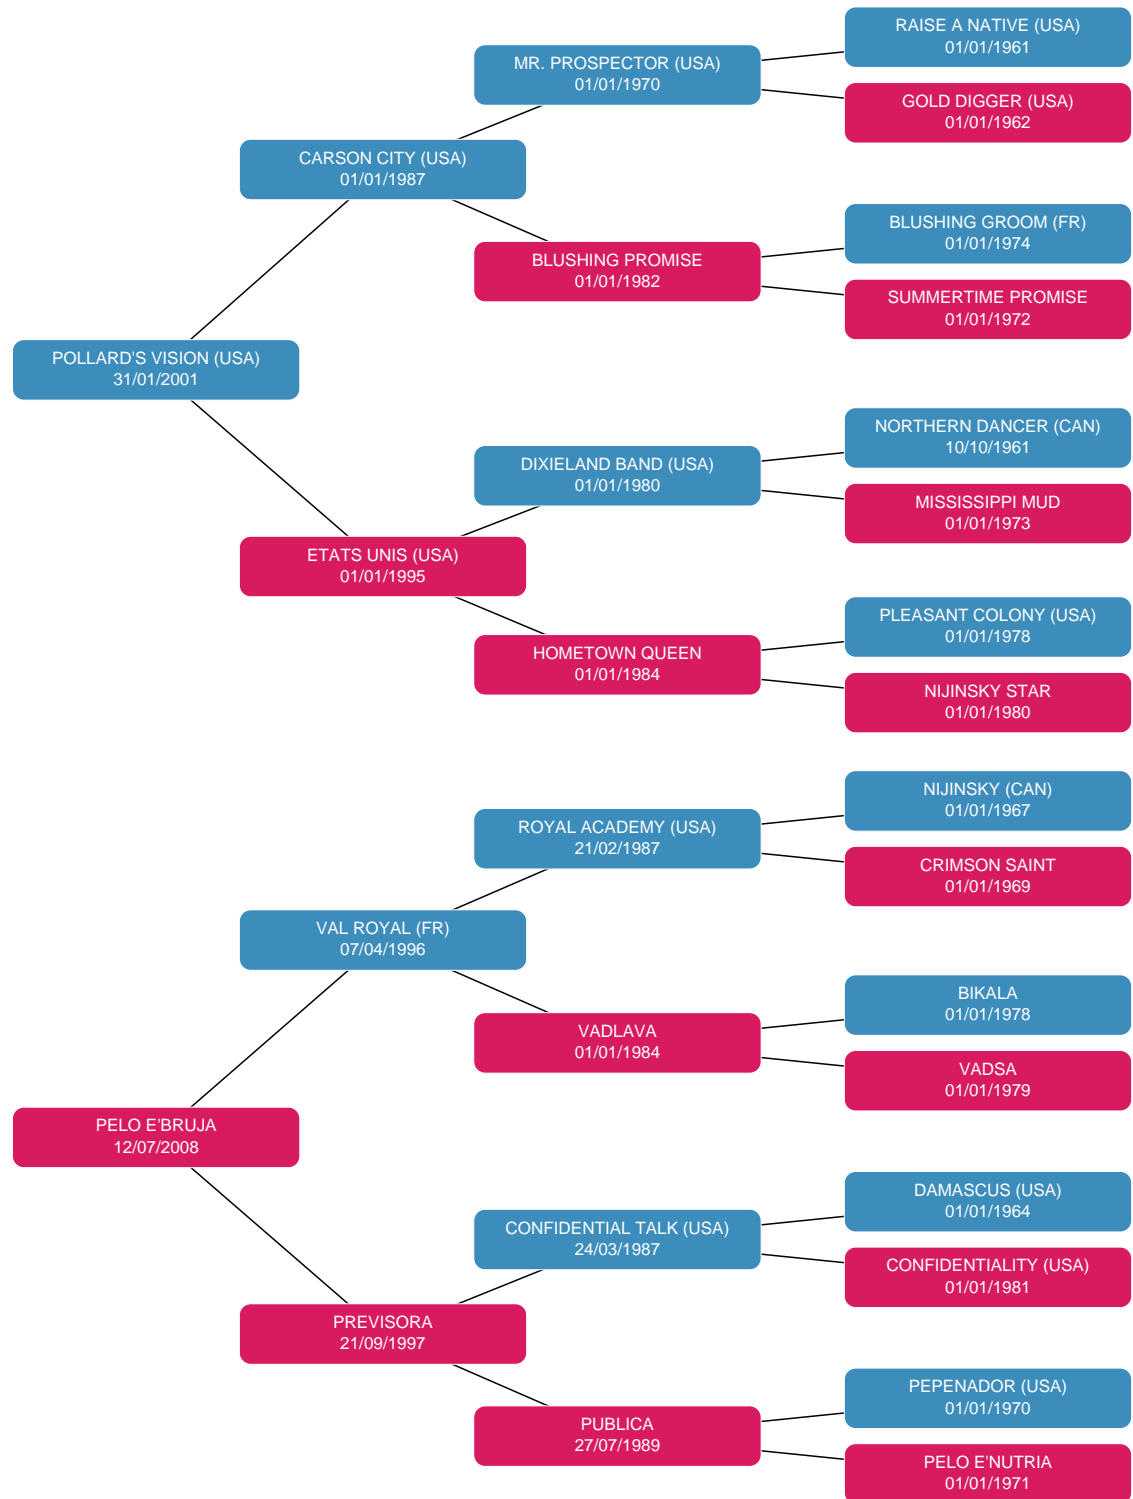 RAISE A NATIVE (USA)
01/01/1961
MR. PROSPECTOR (USA)
01/01/1970
GOLD DIGGER (USA)
01/01/1962
CARSON CITY (USA)
01/01/1987
BLUSHING GROOM (FR)
01/01/1974
BLUSHING PROMISE
01/01/1982
SUMMERTIME PROMISE
01/01/1972
POLLARD'S VISION (USA)
31/01/2001
NORTHERN DANCER (CAN)
10/10/1961
DIXIELAND BAND (USA)
01/01/1980
MISSISSIPPI MUD
01/01/1973
ETATS UNIS (USA)
01/01/1995
PLEASANT COLONY (USA)
01/01/1978
HOMETOWN QUEEN
01/01/1984
NIJINSKY STAR
01/01/1980
NIJINSKY (CAN)
01/01/1967
ROYAL ACADEMY (USA)
21/02/1987
CRIMSON SAINT
01/01/1969
VAL ROYAL (FR)
07/04/1996
BIKALA
01/01/1978
VADLAVA
01/01/1984
VADSA
01/01/1979
PELO E'BRUJA
12/07/2008
DAMASCUS (USA)
01/01/1964
CONFIDENTIAL TALK (USA)
24/03/1987
CONFIDENTIALITY (USA)
01/01/1981
PREVISORA
21/09/1997
PEPENADOR (USA)
01/01/1970
PUBLICA
27/07/1989
PELO E'NUTRIA
01/01/1971